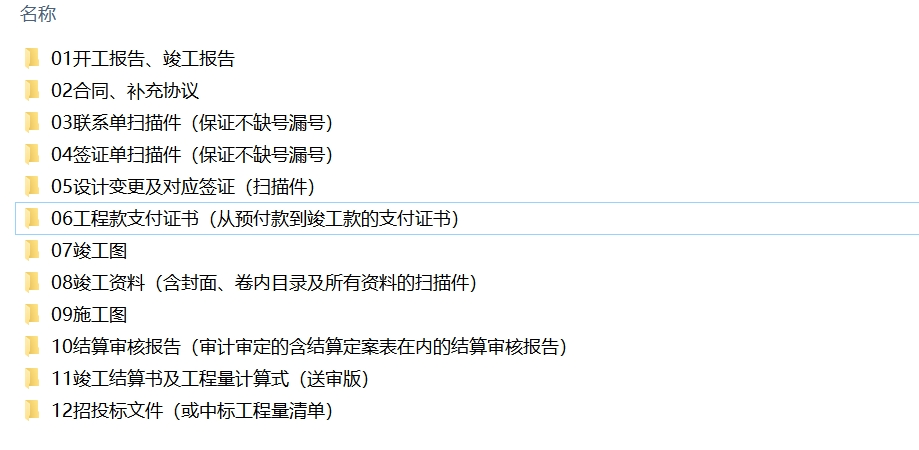 名称
01开工报告、竣工报告
02合同、补充协议
03联系单扫描件（保证不缺号漏号）
04签证单扫描件（保证不缺号漏号）
05设计变更及对应签证（扫描件）
06工程款支付证书（从预付款到竣工款的支付证书）
07竣工图
08竣工资料（含封面、卷内目录及所有资料的扫描件）
09施工图
10结算审核报告（审计审定的含结算定案表在内的结算审核报告）
11竣工结算书及工程量计算式（送审版）
12招投标文件（或中标工程量清单）